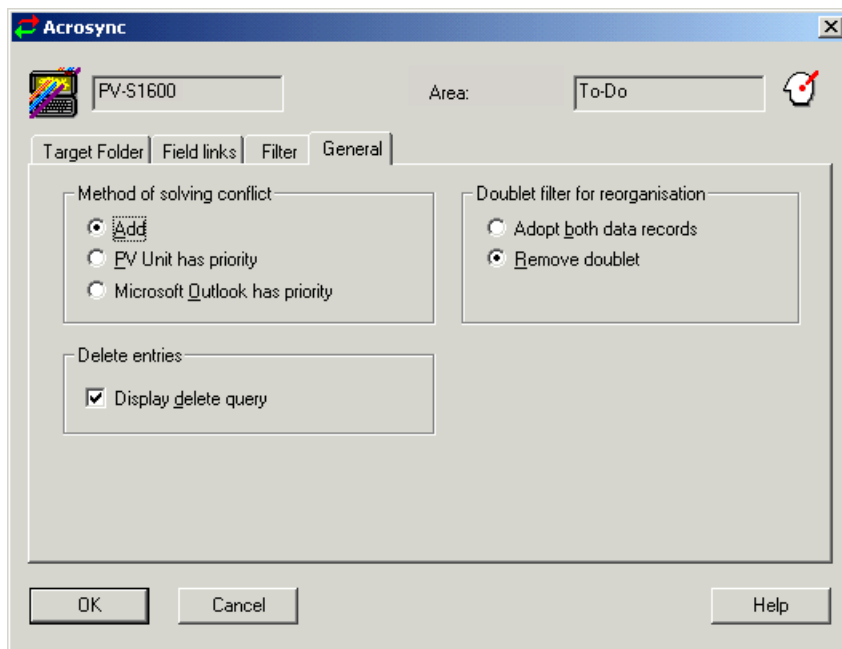 Acrosync
PV-S1600
Area:
To-Do
Target Folder
Field links
Filter
General
Method of solving conflict
Add
PV Unit has priority
Microsoft Outlook has priority
Doublet filter for reorganisation
Adopt both data records
Remove doublet
Delete entries
Display delete query
OK
Cancel
Help